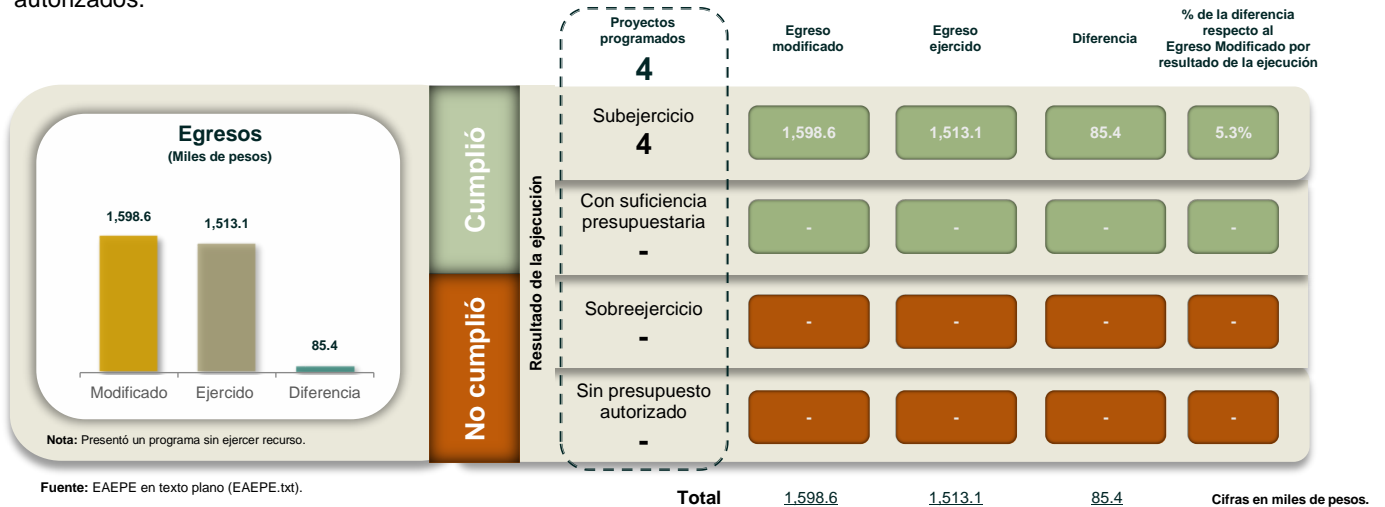 autorizados.
Proyectos
programados
4
Egreso
modificado
Egreso
ejercido
Diferencia
% de la diferencia
respecto al
Egreso Modificado por
resultado de la ejecución
Egresos
(Miles de pesos)
1,598.6
1,513.1
85.4
Modificado
Ejercido
Diferencia
Nota: Presentó un programa sin ejercer recurso.
Cumplió
No cumplió
Resultado de la ejecución
Subejercicio
4
1,598.6
1,513.1
85.4
5.3%
Con suficiencia
presupuestaria
-
-
-
-
-
Sobreejercicio
-
-
-
-
-
Sin presupuesto
autorizado
-
-
-
-
-
Fuente: EAEPE en texto plano (EAEPE.txt).
Total
1,598.6
1,513.1
85.4
Cifras en miles de pesos.